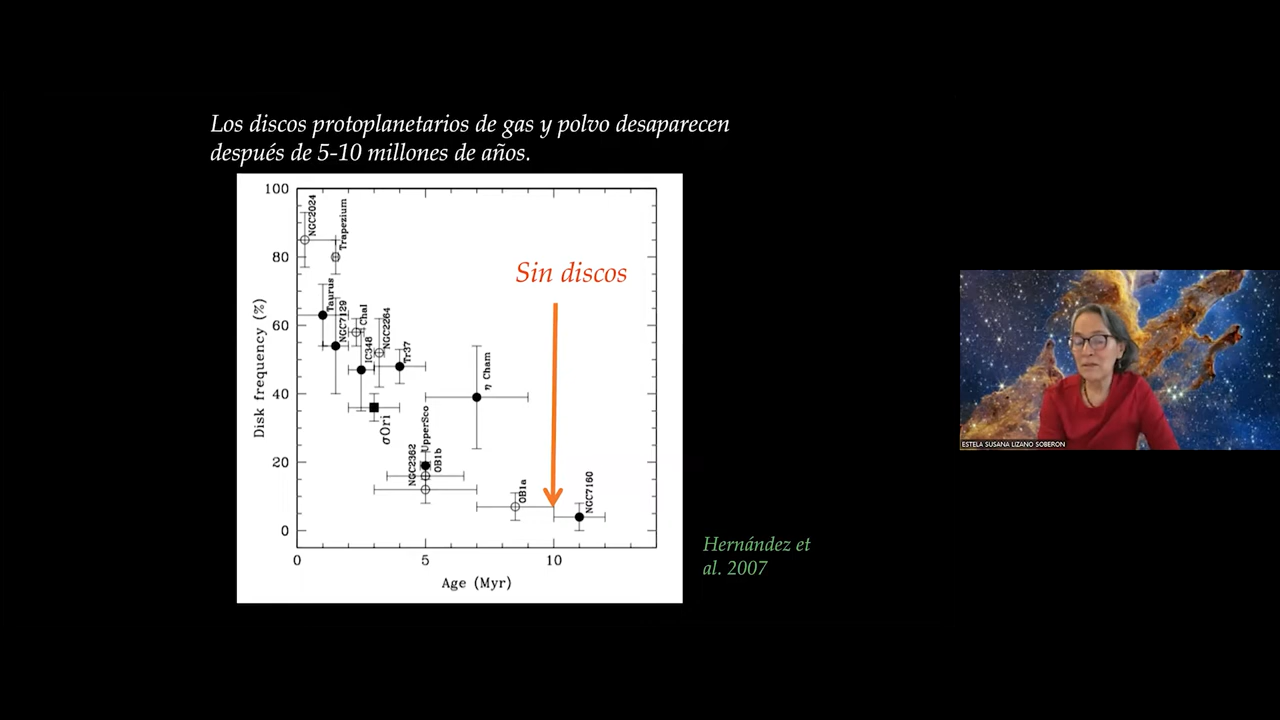 Los discos protoplanetarios de gas y polvo desaparecen
después de 5-10 millones de años.
100
80
60
40
20
0
Disk frequency (%)
NGC2024
Trapezium
Taurus
NGC7129
ChaI
IC348
NGC2264
Tr37
σOri
η Cham
NGC2362
UpperSco
OB1b
OB1a
NGC7160
Sin discos
0 5 10
Age (Myr)
Hernández et
al. 2007
ESTELA SUSANA LIZANO SOBERON